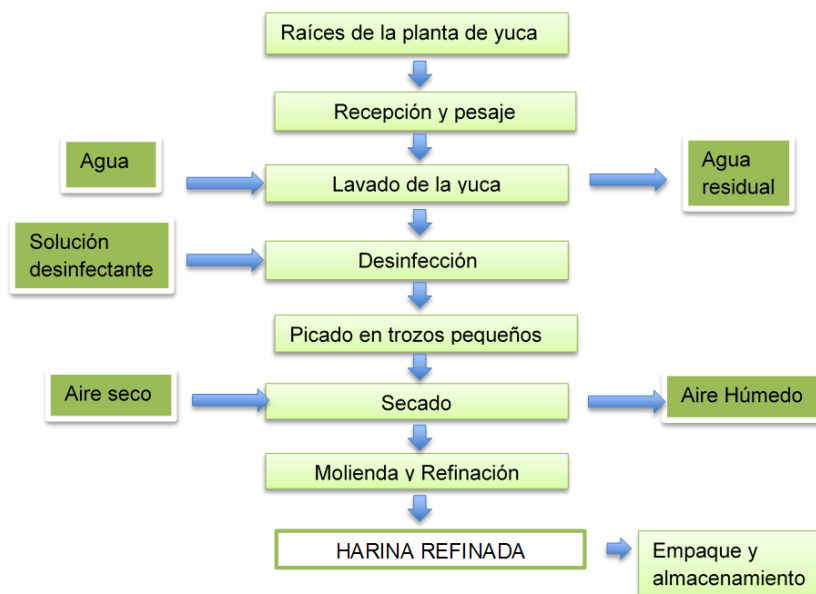 Raíces de la planta de yuca
Recepción y pesaje
Agua
Lavado de la yuca
Agua
residual
Solución
desinfectante
Desinfección
Picado en trozos pequeños
Aire seco
Secado
Aire Húmedo
Molienda y Refinación
HARINA REFINADA
Empaque y
almacenamiento